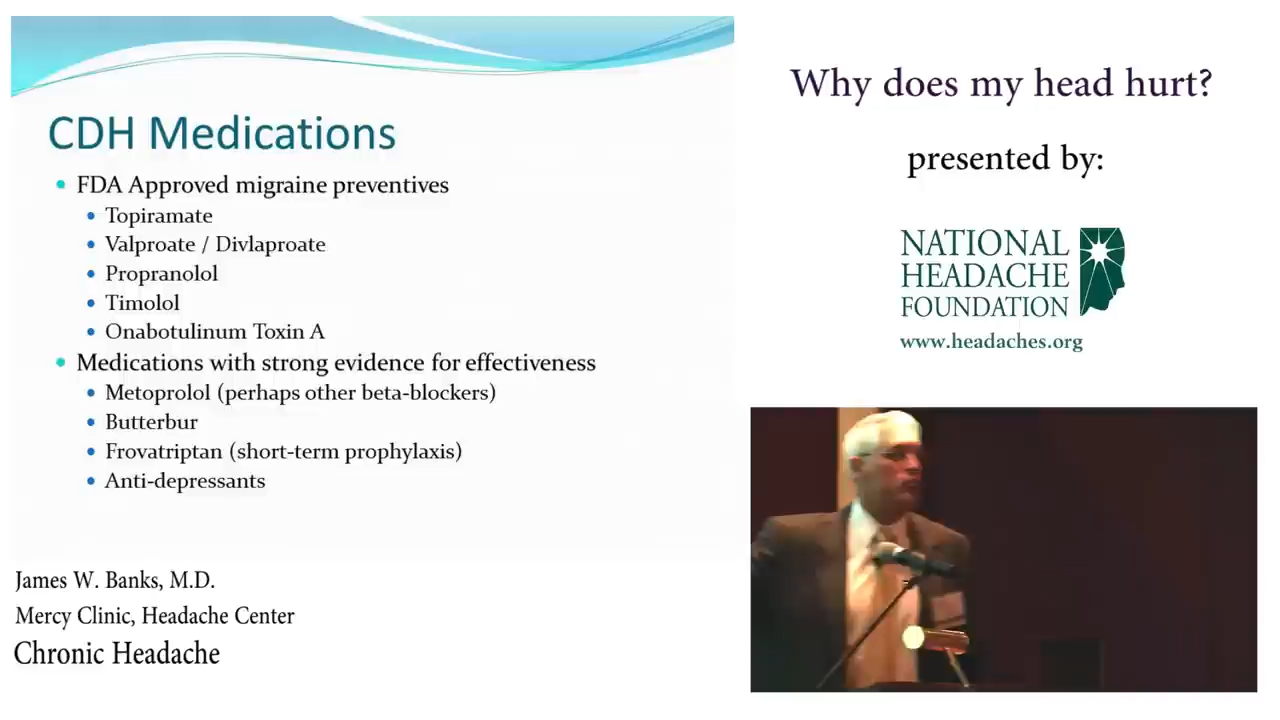 CDH Medications
FDA Approved migraine preventives
Topiramate
Valproate / Divlaproate
Propranolol
Timolol
Onabotulinum Toxin A
Medications with strong evidence for effectiveness
Metoprolol (perhaps other beta-blockers)
Butterbur
Frovatriptan (short-term prophylaxis)
Anti-depressants
James W. Banks, M.D.
Mercy Clinic, Headache Center
Chronic Headache
Why does my head hurt?
presented by:
NATIONAL
HEADACHE
FOUNDATION
www.headaches.org